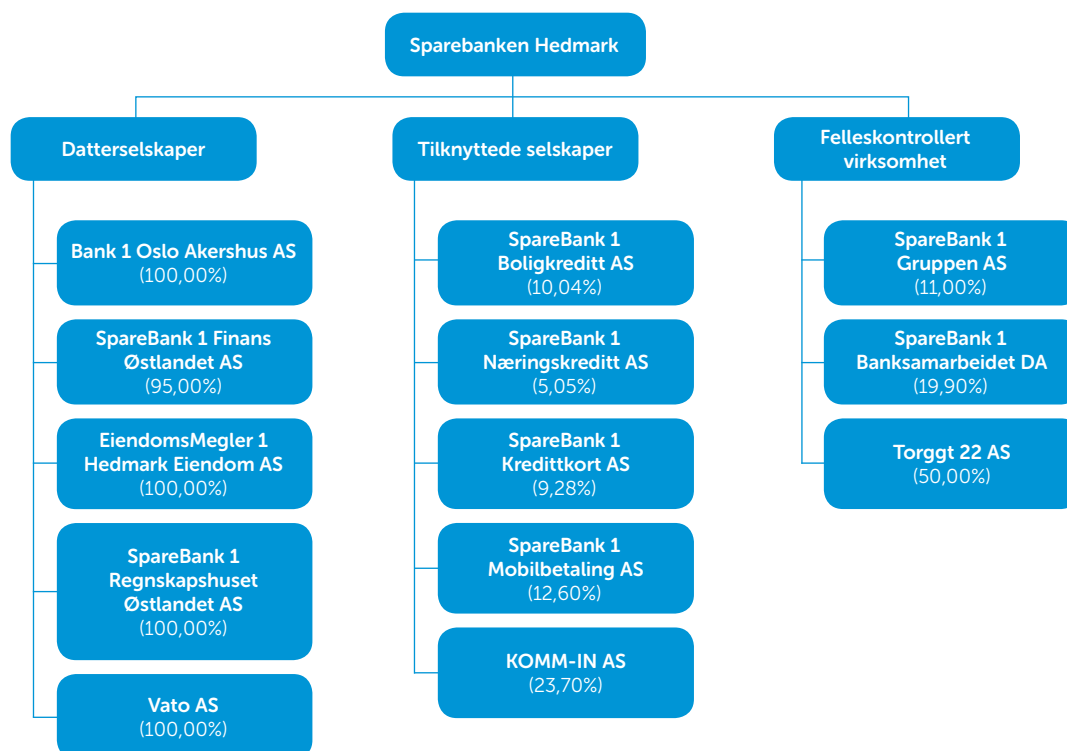 Sparebanken Hedmark
Datterselskaper
Bank 1 Oslo Akershus AS
(100,00%)
SpareBank 1 Finans
Østlandet AS
(95,00%)
EiendomsMegler 1
Hedmark Eiendom AS
(100,00%)
SpareBank 1
Regnskapshuset
Østlandet AS
(100,00%)
Vato AS
(100,00%)
Tilknyttede selskaper
SpareBank 1
Boligkreditt AS
(10,04%)
SpareBank 1
Næringskreditt AS
(5,05%)
SpareBank 1
Kredittkort AS
(9,28%)
SpareBank 1
Mobilbetaling AS
(12,60%)
KOMM-IN AS
(23,70%)
Felleskontrollert
virksomhet
SpareBank 1
Gruppen AS
(11,00%)
SpareBank 1
Banksamarbeidet DA
(19,90%)
Torggt 22 AS
(50,00%)